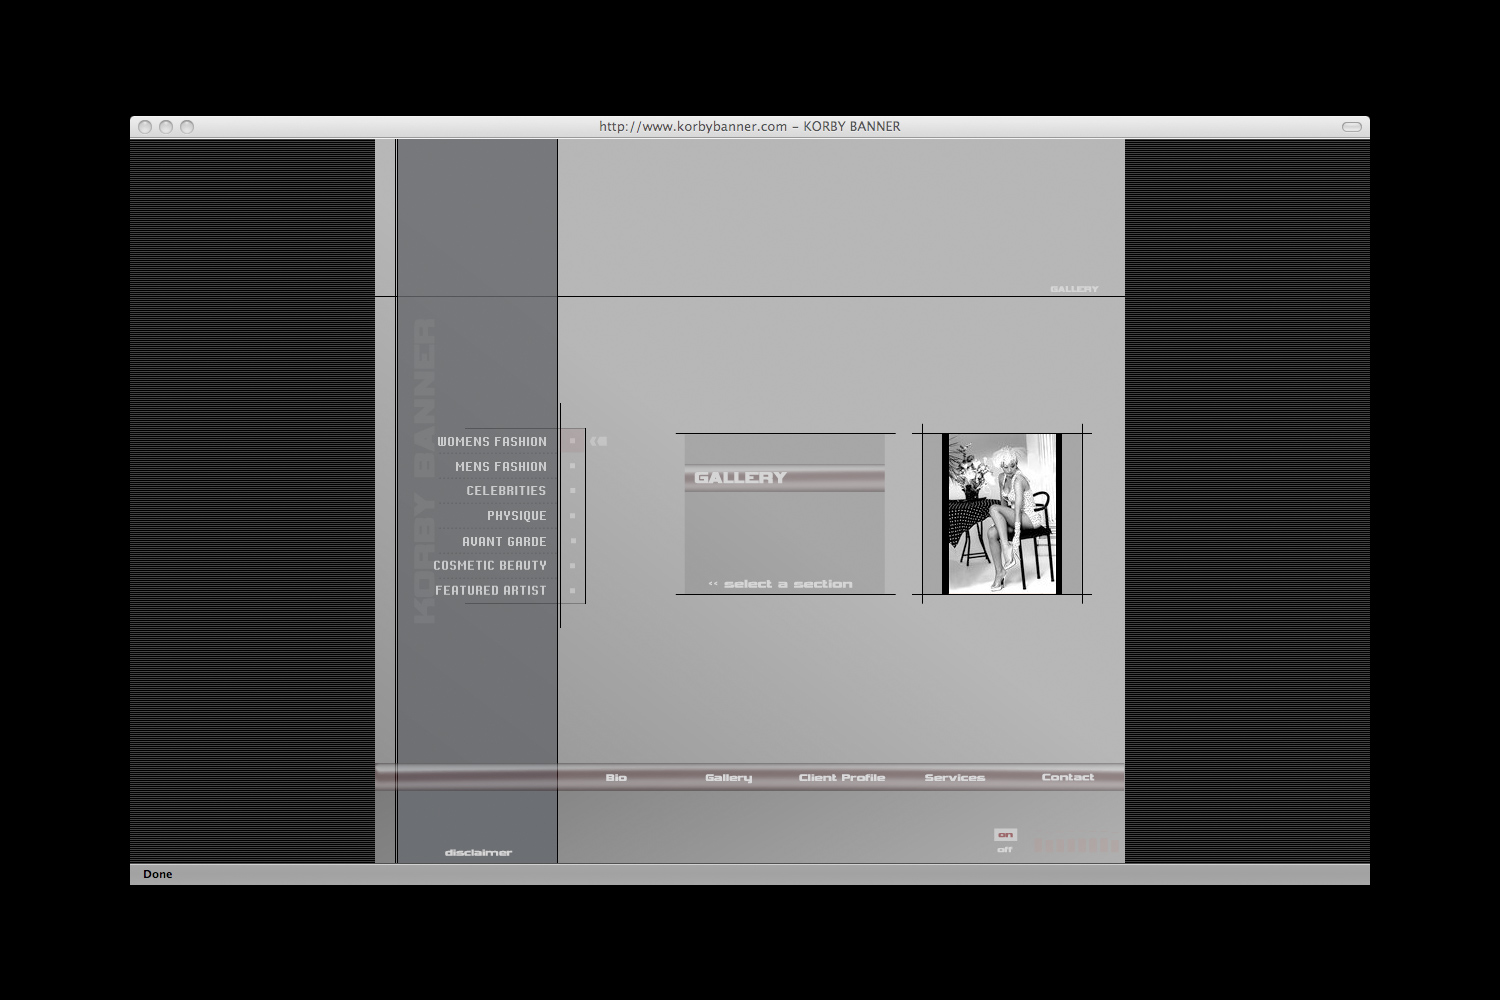 http://www.korbybanner.com – KORBY BANNER
GALLERY
KORBY BANNER
WOMENS FASHION
MENS FASHION
CELEBRITIES
PHYSIQUE
AVANT GARDE
COSMETIC BEAUTY
FEATURED ARTIST
GALLERY
<< select a section
Bio Gallery Client Profile Services Contact
on
off
disclaimer
Done